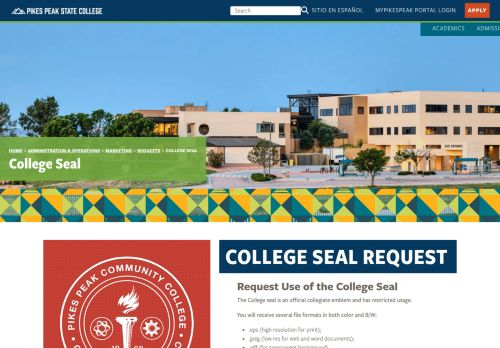 PIKES PEAK STATE COLLEGE
Search
SITIO EN ESPAÑOL
MYPIKESPEAK PORTAL LOGIN
APPLY
ACADEMICS
ADMISSI
HOME > ADMINISTRATION & OPERATIONS > MARKETING > REQUESTS > COLLEGE SEAL
College Seal
PIKES PEAK COMMUNITY COLLEGE
COLLEGE SEAL REQUEST
Request Use of the College Seal
The College seal is an official collegiate emblem and has restricted usage.
You will receive several file formats in both color and B/W:
.eps (high resolution for print);
.jpeg (low res for web and word documents);